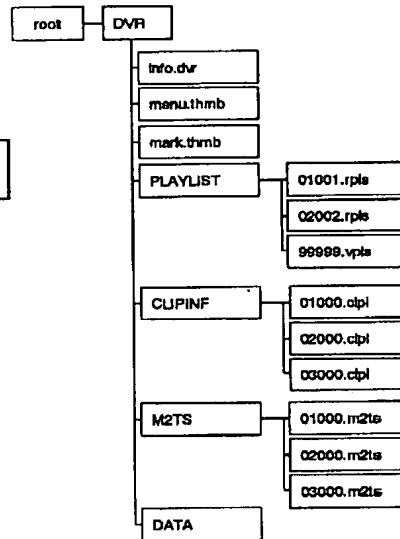 root
DVR
info.dvr
menu.thmb
mark.thmb
PLAYLIST
01001.rpls
02002.rpls
99999.vpls
CLIPINF
01000.clpi
02000.clpi
03000.clpi
M2TS
01000.m2ts
02000.m2ts
03000.m2ts
DATA